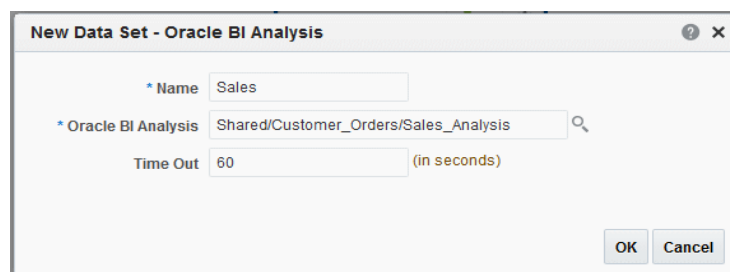 New Data Set - Oracle BI Analysis
* Name Sales
* Oracle BI Analysis Shared/Customer_Orders/Sales_Analysis
Time Out 60 (in seconds)
OK Cancel